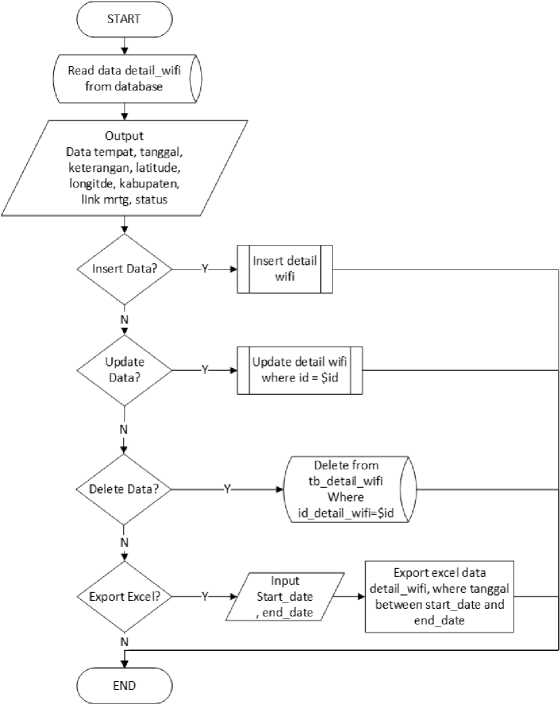 START
Read data detail_wifi
from database
Output
Data tempat, tanggal,
keterangan, latitude,
longitde, kabupaten,
link mrtg, status
Insert Data?
Y
Insert detail
wifi
N
Update
Data?
Y
Update detail wifi
where id = $id
N
Delete Data?
Y
Delete from
tb_detail_wifi
Where
id_detail_wifi=$id
N
Export Excel?
Y
Input
Start_date
, end_date
Export excel data
detail_wifi, where tanggal
between start_date and
end_date
N
END